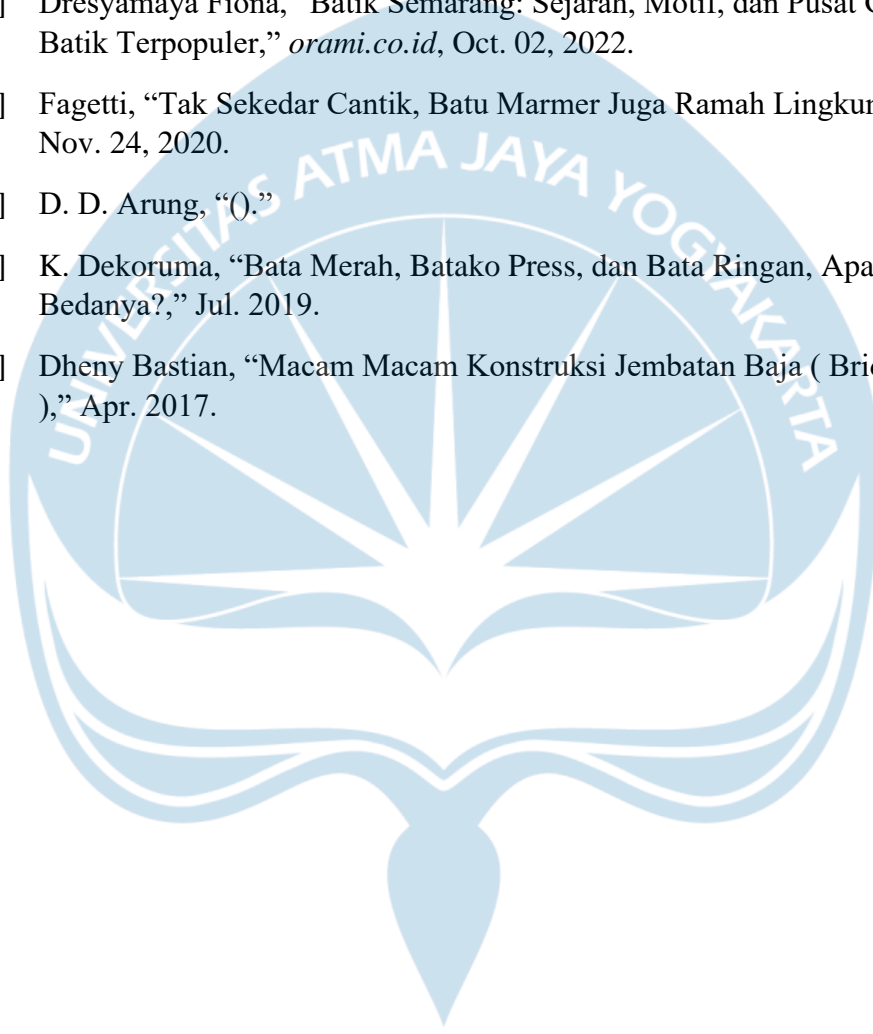 ] Dresyamaya Fiona, “Batik Semarang: Sejarah, Motif, dan Pusat
Batik Terpopuler,” orami.co.id, Oct. 02, 2022.
] Fagetti, “Tak Sekedar Cantik, Batu Marmer Juga Ramah
Nov. 24, 2020.
] D. D. Arung, “().”
] K. Dekoruma, “Bata Merah, Batako Press, dan Bata Ringan, Apa
Bedanya?,” Jul. 2019.
] Dheny Bastian, “Macam Macam Konstruksi Jembatan Baja (
),” Apr. 2017.
UNIVERSITAS ATMA JAYA YOGYAKARTA